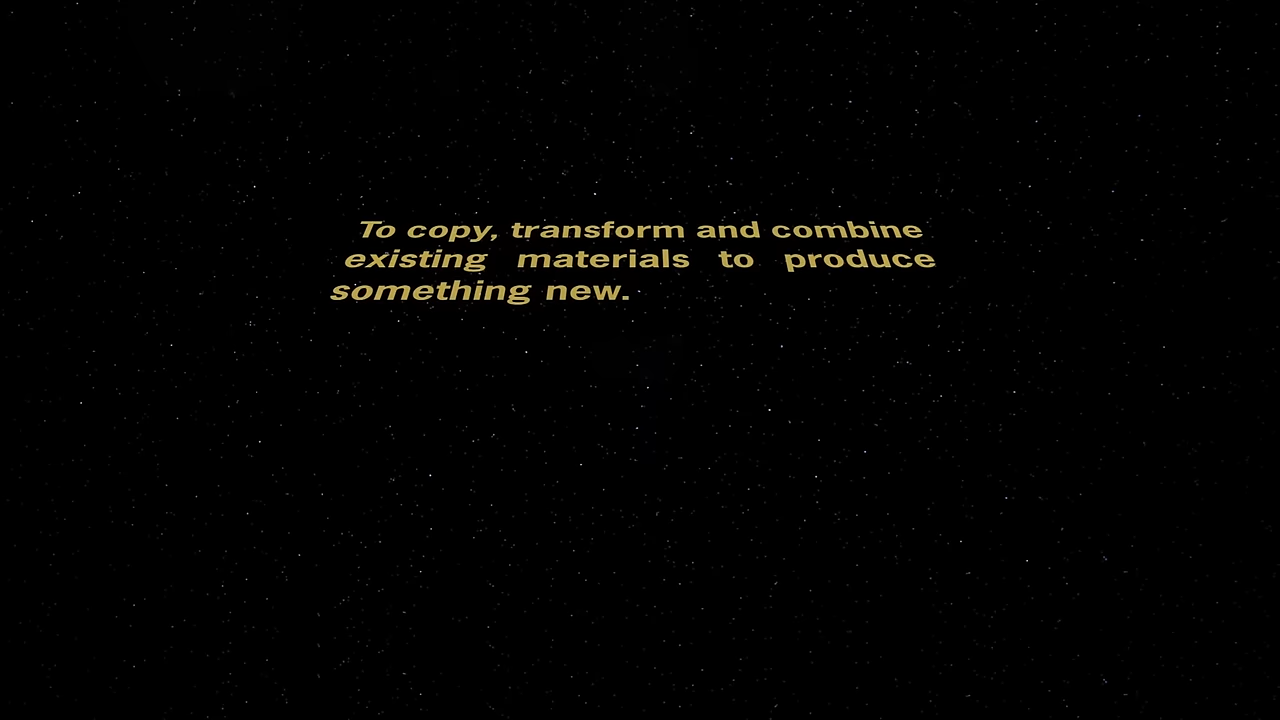 To copy, transform and combine
existing materials to produce
something new.